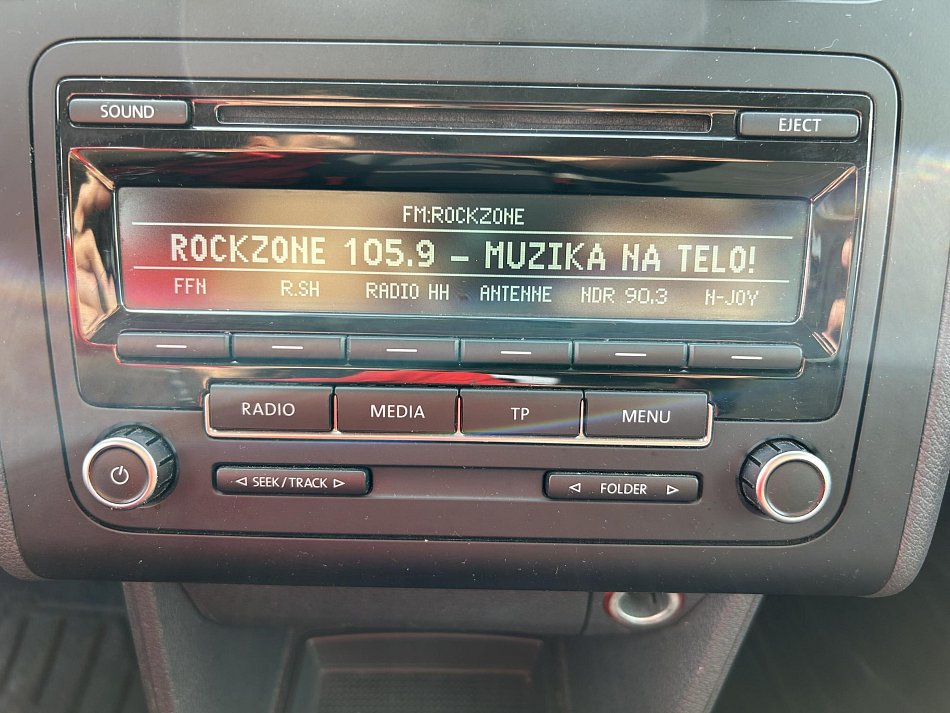 SOUND
EJECT
FM:ROCKZONE
ROCKZONE 105.9 – MUZIKA NA TELO!
FFN R.SH RADIO HH ANTENNE NDR 90,3 N-JOY
RADIO MEDIA TP MENU
SEEK/TRACK
FOLDER